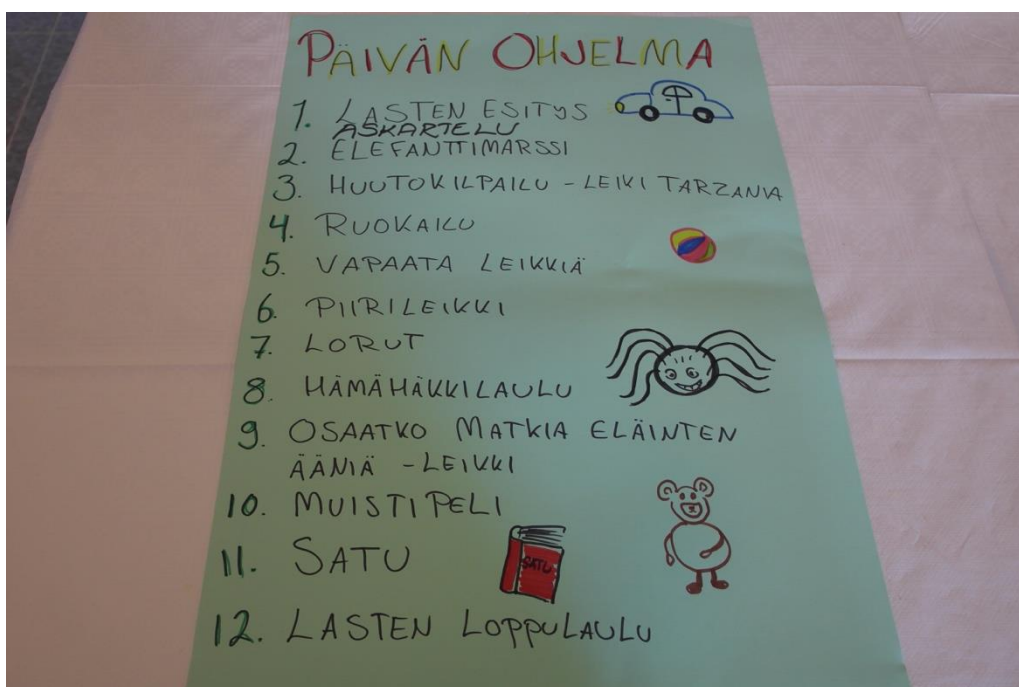 PÄIVÄN OHJELMA
1. LASTEN ESITYS
ASKARTELU
2. ELEFANTTIMARSSI
3. HUUTOKILPAILU - LEIKI TARZANIA
4. RUOKAILU
5. VAPAATA LEIKKIÄ
6. PIIRILEIKKI
7. LORUT
8. HÄMÄHÄKKILAULU
9. OSAATKO MATKIA ELÄINTEN
ÄÄNIÄ - LEIKKI
10. MUISTIPELI
11. SATU
SATU
12. LASTEN LOPPULAULU